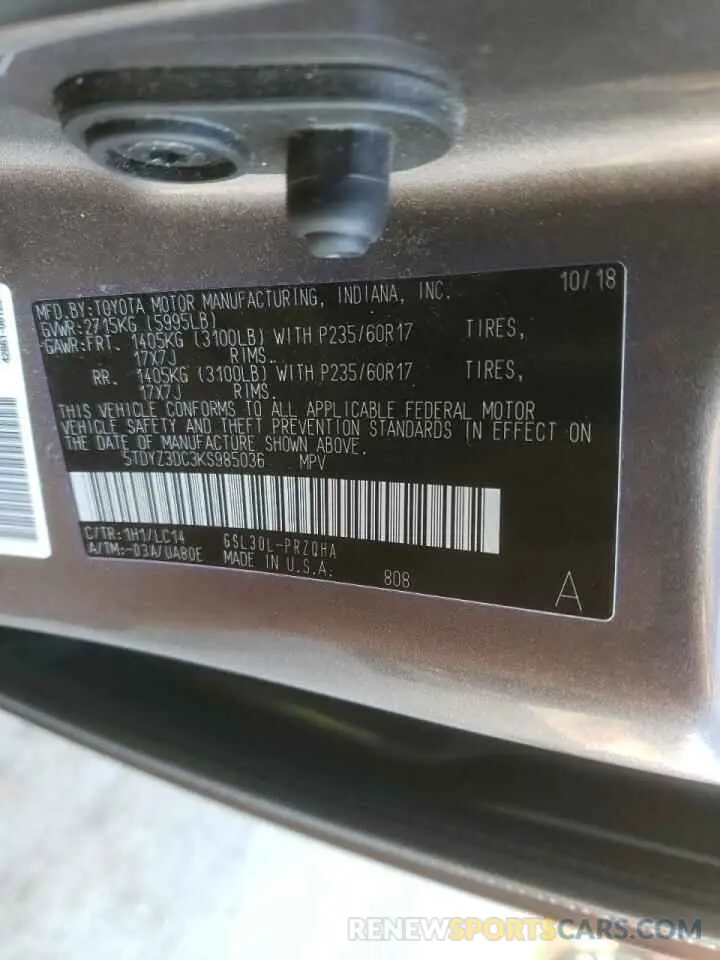 MFD.BY:TOYOTA MOTOR MANUFACTURING, INDIANA, INC. 10/18
GVWR:2715KG (5995LB)
GAWR:FRT. 1405KG (3100LB) WITH P235/60R17 TIRES,
17X7J RIMS.
RR. 1405KG (3100LB) WITH P235/60R17 TIRES,
17X7J RIMS.
THIS VEHICLE CONFORMS TO ALL APPLICABLE FEDERAL MOTOR
VEHICLE SAFETY AND THEFT PREVENTION STANDARDS IN EFFECT ON
THE DATE OF MANUFACTURE SHOWN ABOVE.
5TDYZ3DC3KS985036 MPV
C/TR:1H1/LC14 GSL30L-PRZQHA
A/TM:-03A/UA80E MADE IN U.S.A. 808
A
RENEWSPORTSCAR.COM